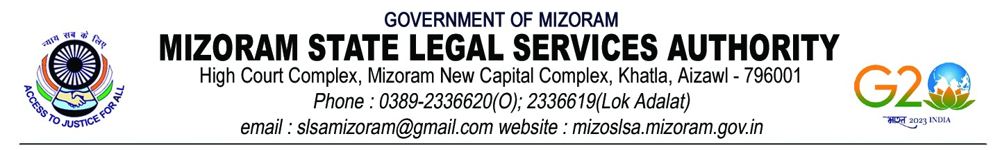 GOVERNMENT OF MIZORAM
MIZORAM STATE LEGAL SERVICES AUTHORITY
High Court Complex, Mizoram New Capital Complex, Khatla, Aizawl - 796001
Phone : 0389-2336620(O); 2336619(Lok Adalat)
email : slsamizoram@gmail.com website : mizoslsa.mizoram.gov.in
न्याय सब के लिए
ACCESS TO JUSTICE FOR ALL
G20
भारत 2023 INDIA